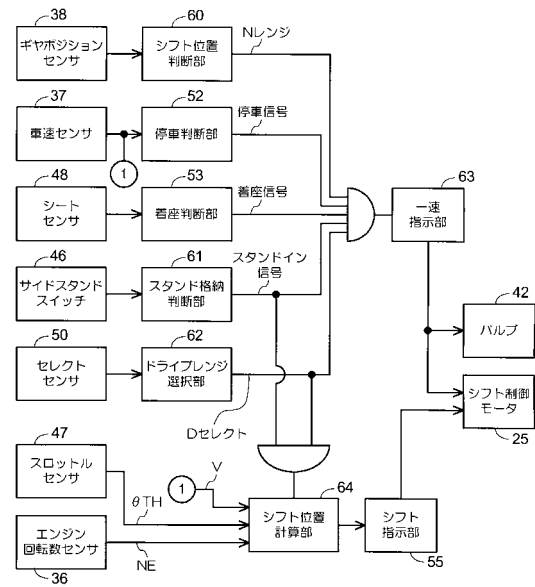 38
ギヤポジション
センサ
60
シフト位置
判断部
Nレンジ
37
車速センサ
1
52
停車判断部
停車信号
48
シート
センサ
53
着座判断部
着座信号
63
一速
指示部
46
サイドスタンド
スイッチ
61
スタンド格納
判断部
スタンドイン
信号
42
バルブ
50
セレクト
センサ
62
ドライブレンジ
選択部
Dセレクト
シフト制御
モータ
25
47
スロットル
センサ
θTH
1
V
64
シフト位置
計算部
シフト
指示部
55
エンジン
回転数センサ
36
NE